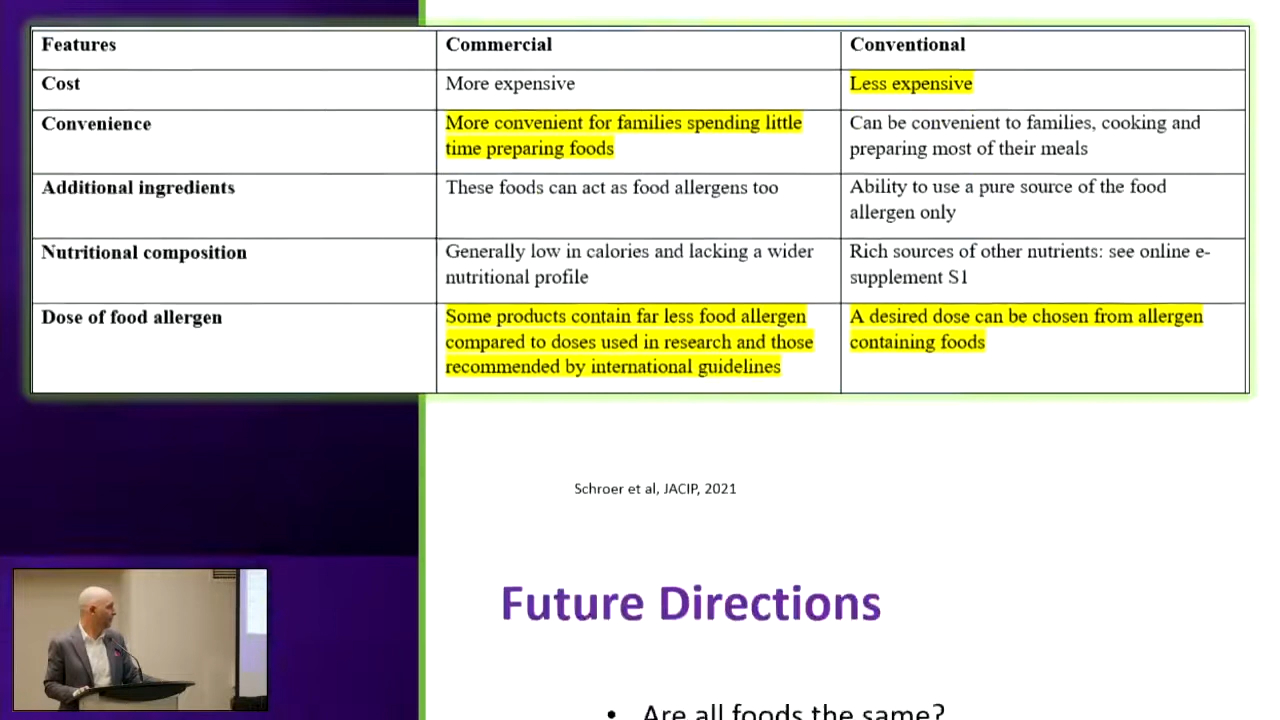 Features Commercial Conventional
Cost More expensive Less expensive
Convenience More convenient for families spending little Can be convenient to families, cooking and
time preparing foods preparing most of their meals
Additional ingredients These foods can act as food allergens too Ability to use a pure source of the food
allergen only
Nutritional composition Generally low in calories and lacking a wider Rich sources of other nutrients: see online e-
nutritional profile supplement S1
Dose of food allergen Some products contain far less food allergen A desired dose can be chosen from allergen
compared to doses used in research and those containing foods
recommended by international guidelines
Schroer et al, JACIP, 2021
Future Directions
• Are all foods the same?